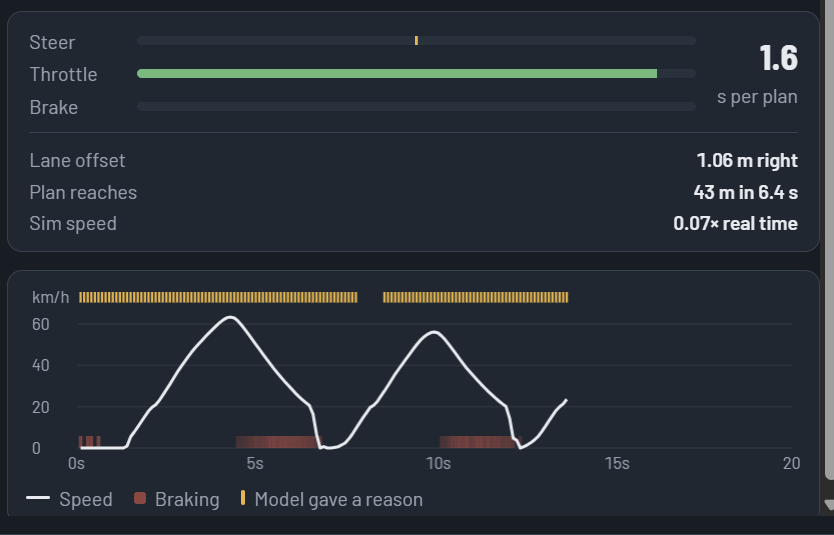 Steer
1.6
Throttle
s per plan
Brake
Lane offset 1.06 m right
Plan reaches 43 m in 6.4 s
Sim speed 0.07× real time
km/h
60
40
20
0
0s 5s 10s 15s 20
Speed Braking Model gave a reason